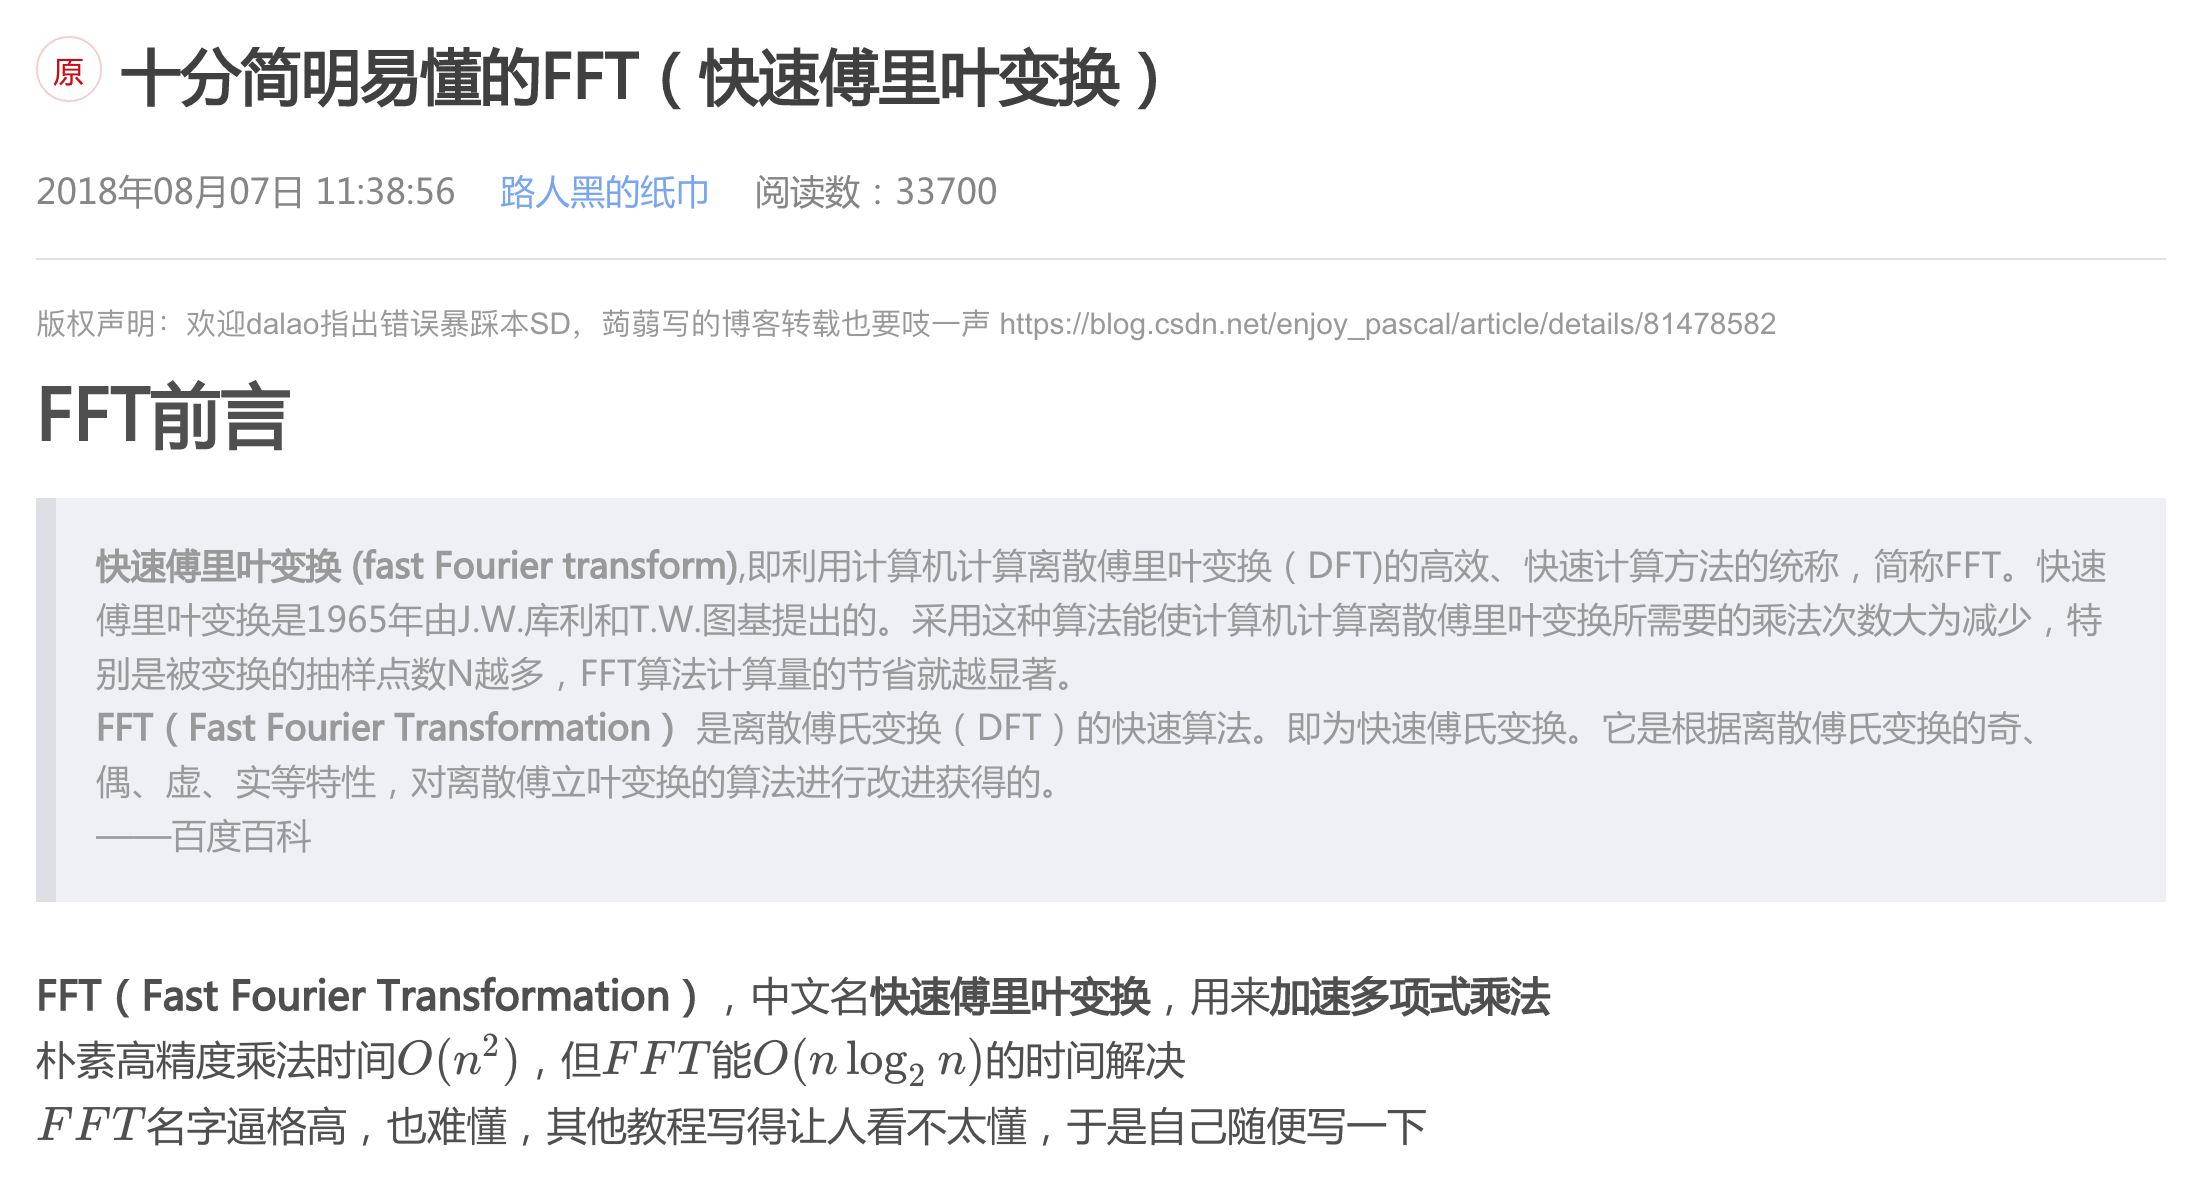 原 十分简明易懂的FFT（快速傅里叶变换）
2018年08月07日 11:38:56 路人黑的纸巾 阅读数：33700
版权声明：欢迎dalao指出错误暴踩本SD，蒟蒻写的博客转载也要吱一声 https://blog.csdn.net/enjoy_pascal/article/details/81478582
FFT前言
快速傅里叶变换 (fast Fourier transform),即利用计算机计算离散傅里叶变换（DFT)的高效、快速计算方法的统称，简称FFT。快速
傅里叶变换是1965年由J.W.库利和T.W.图基提出的。采用这种算法能使计算机计算离散傅里叶变换所需要的乘法次数大为减少，特
别是被变换的抽样点数N越多，FFT算法计算量的节省就越显著。
FFT（Fast Fourier Transformation） 是离散傅氏变换（DFT）的快速算法。即为快速傅氏变换。它是根据离散傅氏变换的奇、
偶、虚、实等特性，对离散傅立叶变换的算法进行改进获得的。
——百度百科
FFT（Fast Fourier Transformation），中文名快速傅里叶变换，用来加速多项式乘法
朴素高精度乘法时间O(n²)，但FFT能O(n log₂ n)的时间解决
FFT名字逼格高，也难懂，其他教程写得让人看不太懂，于是自己随便写一下